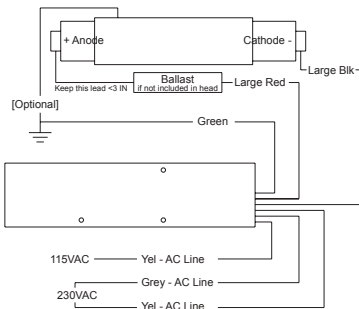 + Anode
Cathode -
Large Blk
Ballast
if not included in head
Keep this lead <3 IN
Large Red
[Optional]
Green
115VAC
Yel - AC Line
Grey - AC Line
230VAC
Yel - AC Line